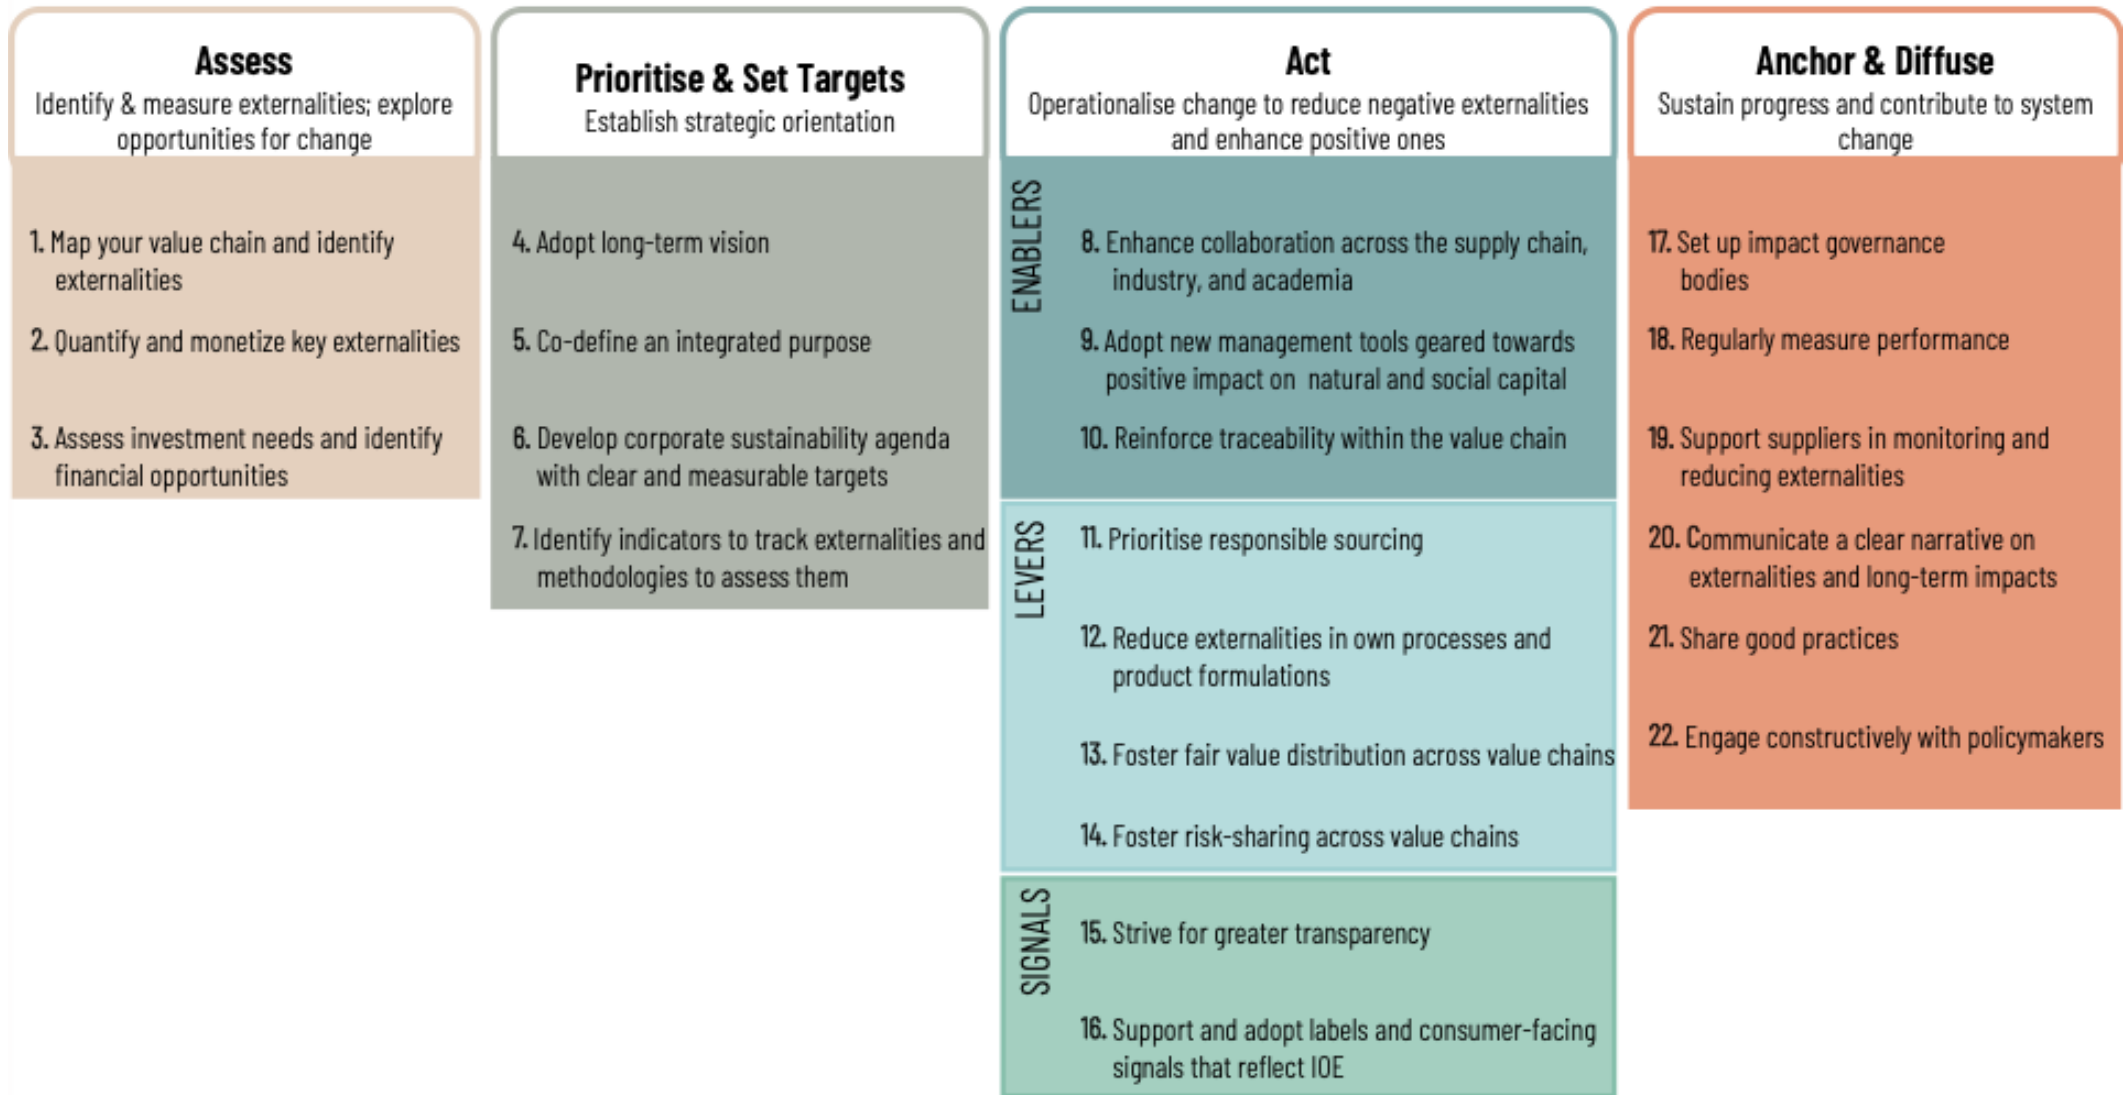 Assess
Identify & measure externalities; explore
opportunities for change
1. Map your value chain and identify
externalities
2. Quantify and monetize key externalities
3. Assess investment needs and identify
financial opportunities
Prioritise & Set Targets
Establish strategic orientation
4. Adopt long-term vision
5. Co-define an integrated purpose
6. Develop corporate sustainability agenda
with clear and measurable targets
7. Identify indicators to track externalities and
methodologies to assess them
Act
Operationalise change to reduce negative externalities
and enhance positive ones
ENABLERS
8. Enhance collaboration across the supply chain,
industry, and academia
9. Adopt new management tools geared towards
positive impact on natural and social capital
10. Reinforce traceability within the value chain
LEVERS
11. Prioritise responsible sourcing
12. Reduce externalities in own processes and
product formulations
13. Foster fair value distribution across value chains
14. Foster risk-sharing across value chains
SIGNALS
15. Strive for greater transparency
16. Support and adopt labels and consumer-facing
signals that reflect IOE
Anchor & Diffuse
Sustain progress and contribute to system
change
17. Set up impact governance
bodies
18. Regularly measure performance
19. Support suppliers in monitoring and
reducing externalities
20. Communicate a clear narrative on
externalities and long-term impacts
21. Share good practices
22. Engage constructively with policymakers